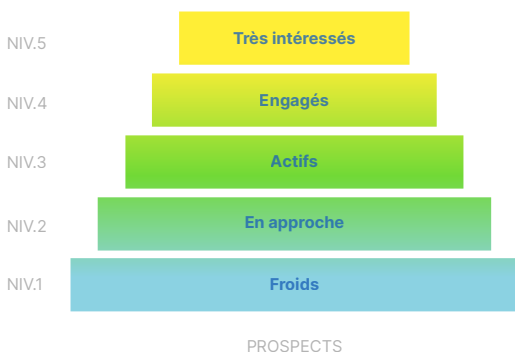 NIV.5 Très intéressés
NIV.4 Engagés
NIV.3 Actifs
NIV.2 En approche
NIV.1 Froids
PROSPECTS